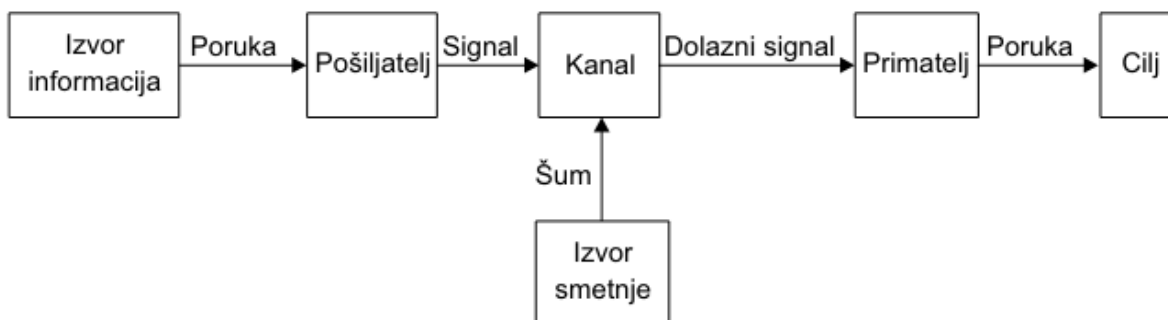 Izvor
informacija
Poruka
Pošiljatelj
Signal
Kanal
Dolazni signal
Primatelj
Poruka
Cilj
Šum
Izvor
smetnje